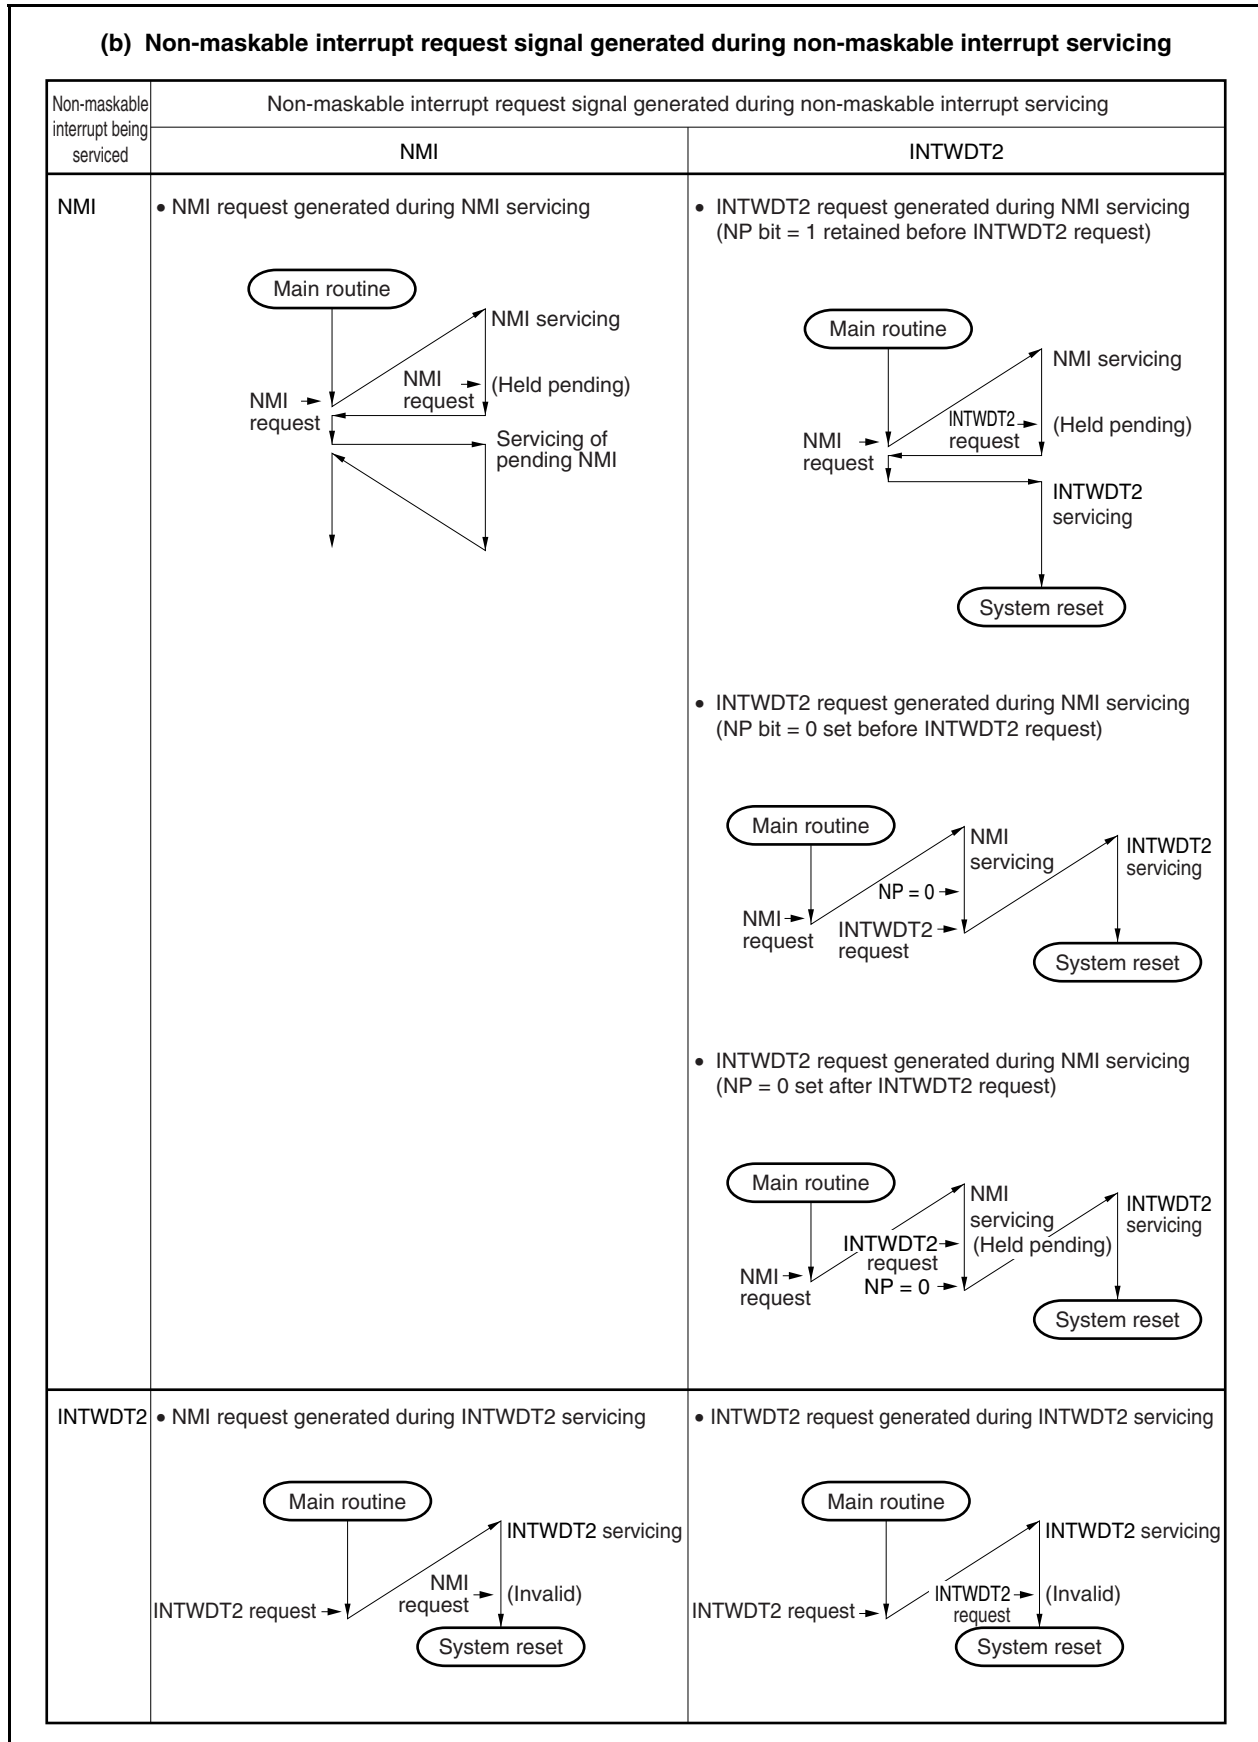 (b) Non-maskable interrupt request signal generated during non-maskable interrupt servicing
Non-maskable
interrupt being
serviced
Non-maskable interrupt request signal generated during non-maskable interrupt servicing
NMI
INTWDT2
NMI
• NMI request generated during NMI servicing
Main routine
NMI servicing
NMI
request
(Held pending)
NMI
request
Servicing of
pending NMI
• INTWDT2 request generated during NMI servicing
(NP bit = 1 retained before INTWDT2 request)
Main routine
NMI servicing
INTWDT2
request
(Held pending)
NMI
request
INTWDT2
servicing
System reset
• INTWDT2 request generated during NMI servicing
(NP bit = 0 set before INTWDT2 request)
Main routine
NMI
servicing
INTWDT2
servicing
NP = 0
NMI
request
INTWDT2
request
System reset
• INTWDT2 request generated during NMI servicing
(NP = 0 set after INTWDT2 request)
Main routine
NMI
servicing
(Held pending)
INTWDT2
servicing
INTWDT2
request
NMI
request
NP = 0
System reset
INTWDT2
• NMI request generated during INTWDT2 servicing
Main routine
INTWDT2 servicing
NMI
request
(Invalid)
INTWDT2 request
System reset
• INTWDT2 request generated during INTWDT2 servicing
Main routine
INTWDT2 servicing
INTWDT2
request
(Invalid)
INTWDT2 request
System reset